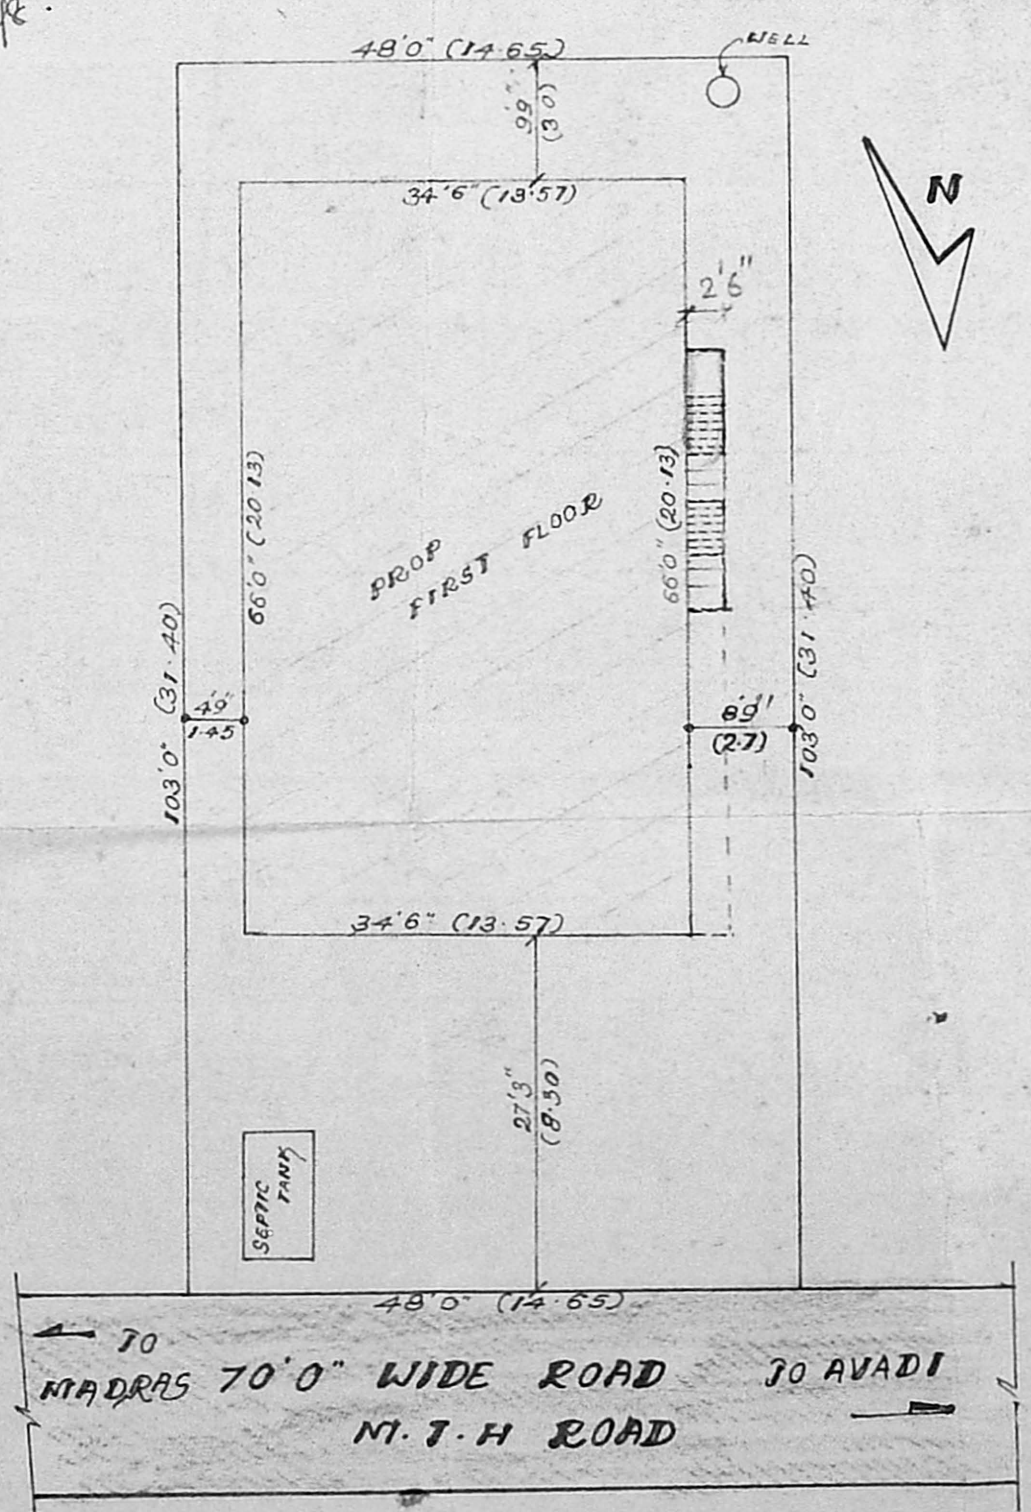 48'0" (14.65)
WELL
9'9"
(3.0)
34'6" (13.57)
N
2'6"
66'0" (20.13)
66'0" (20.13)
PROP
FIRST FLOOR
103'0" (31.40)
103'0" (31.40)
4'9"
1.45
8'9"
(2.7)
34'6" (13.57)
27'3"
(8.30)
SEPTIC
TANK
48'0" (14.65)
TO
MADRAS 70'0" WIDE ROAD TO AVADI
M.T.H ROAD